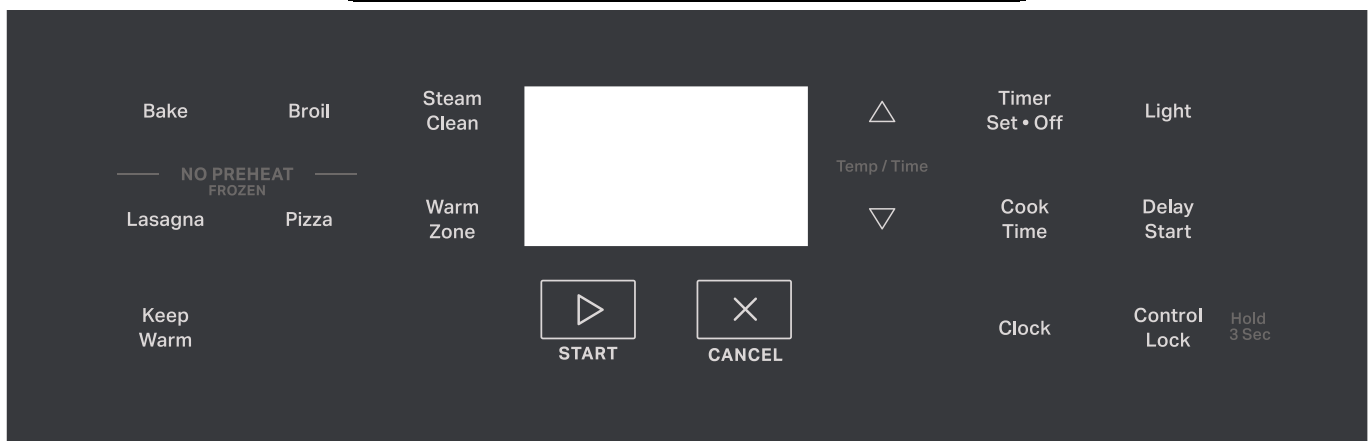 Bake
Broil
Steam
Clean
Timer
Set • Off
Light
NO PREHEAT
FROZEN
Temp / Time
Lasagna
Pizza
Warm
Zone
Cook
Time
Delay
Start
Keep
Warm
START
CANCEL
Clock
Control
Lock
Hold
3 Sec